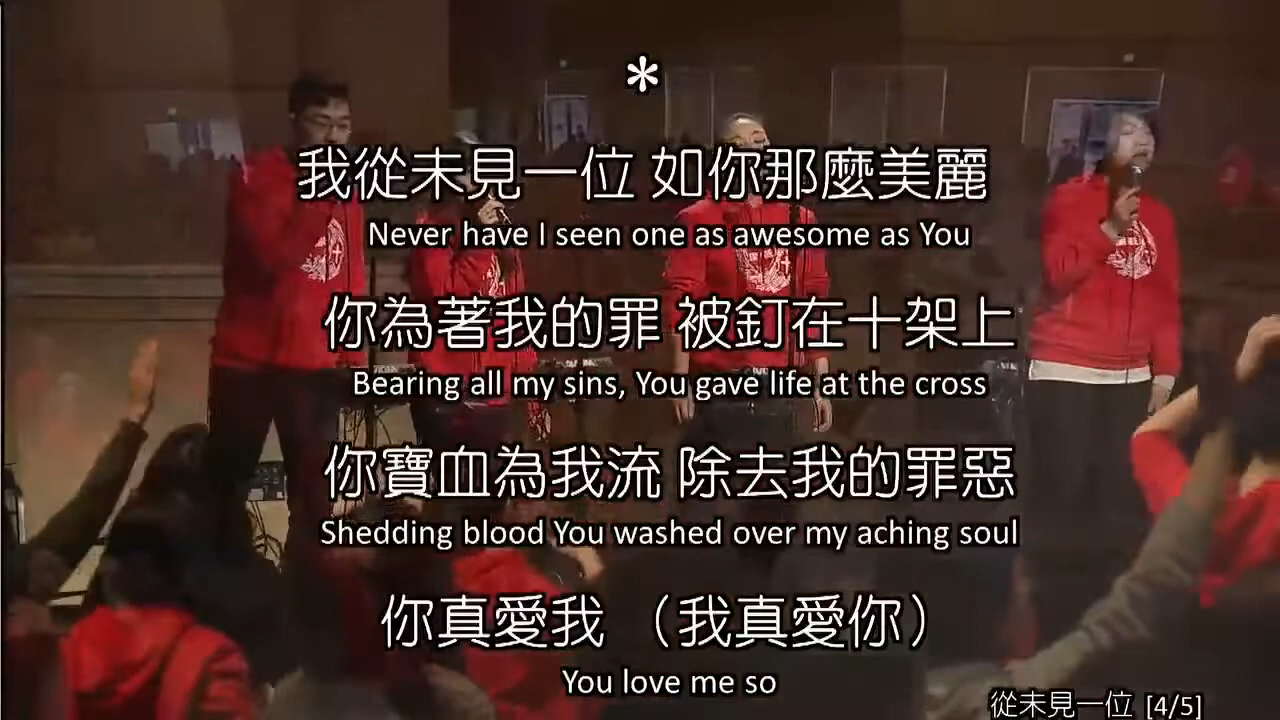 *
我從未見一位 如你那麼美麗
Never have I seen one as awesome as You
你為著我的罪 被釘在十架上
Bearing all my sins, You gave life at the cross
你寶血為我流 除去我的罪惡
Shedding blood You washed over my aching soul
你真愛我 （我真愛你）
You love me so
從未見一位 [4/5]